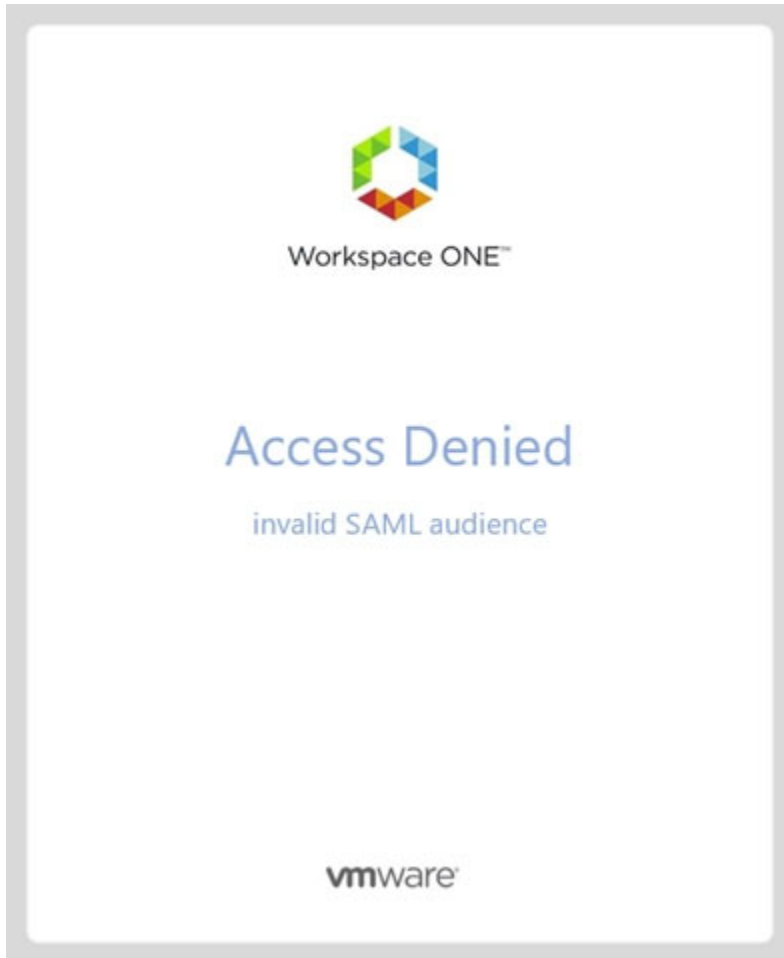 Workspace ONE™
Access Denied
invalid SAML audience
vmware®